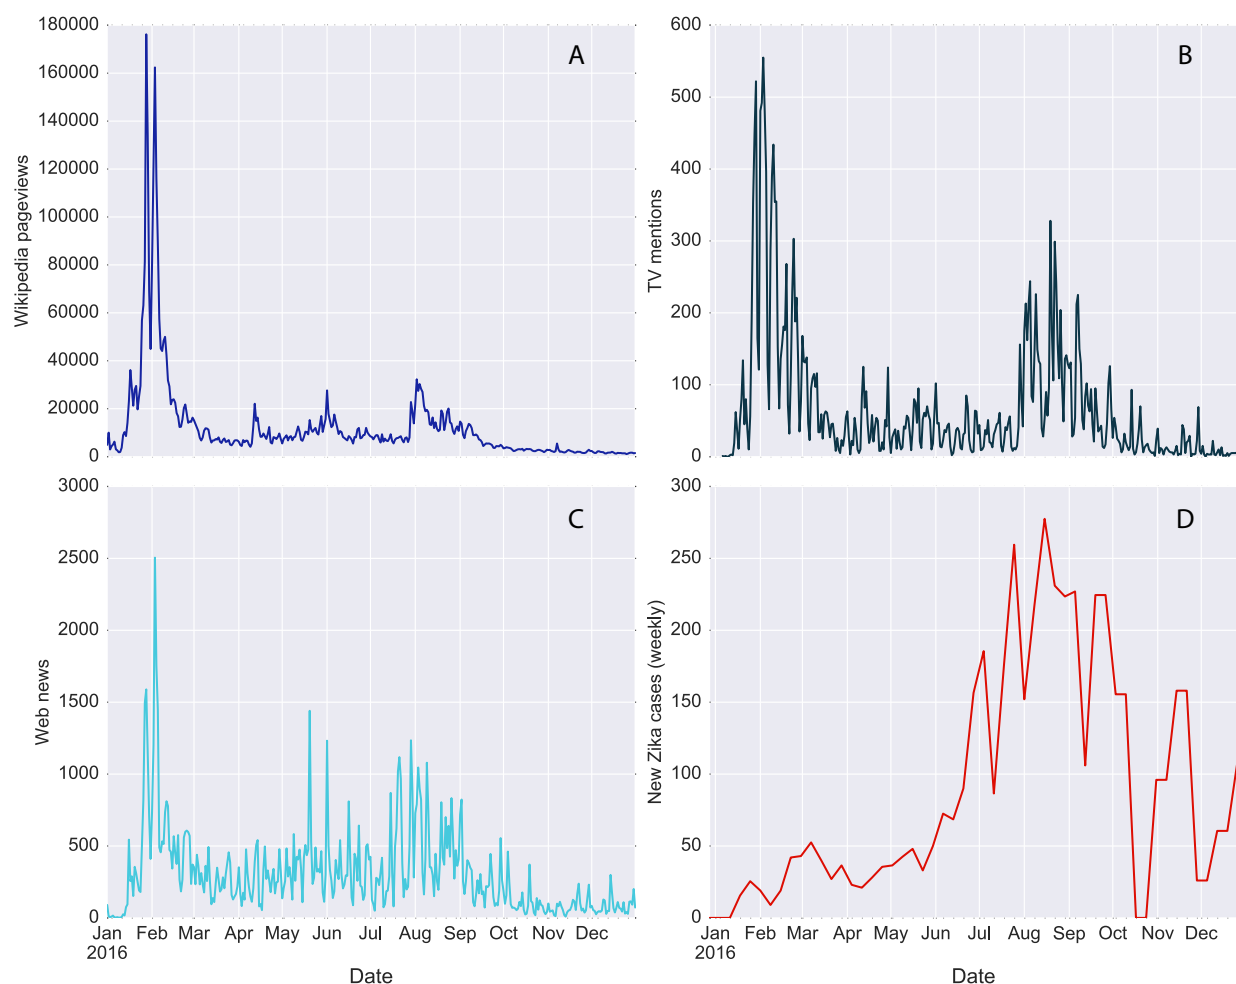 180000
160000
140000
120000
100000
80000
60000
40000
20000
0
Wikipedia pageviews
A
600
500
400
300
200
100
0
TV mentions
B
3000
2500
2000
1500
1000
500
0
Web news
C
Jan Feb Mar Apr May Jun Jul Aug Sep Oct Nov Dec
2016
Date
300
250
200
150
100
50
0
New Zika cases (weekly)
D
Jan Feb Mar Apr May Jun Jul Aug Sep Oct Nov Dec
2016
Date